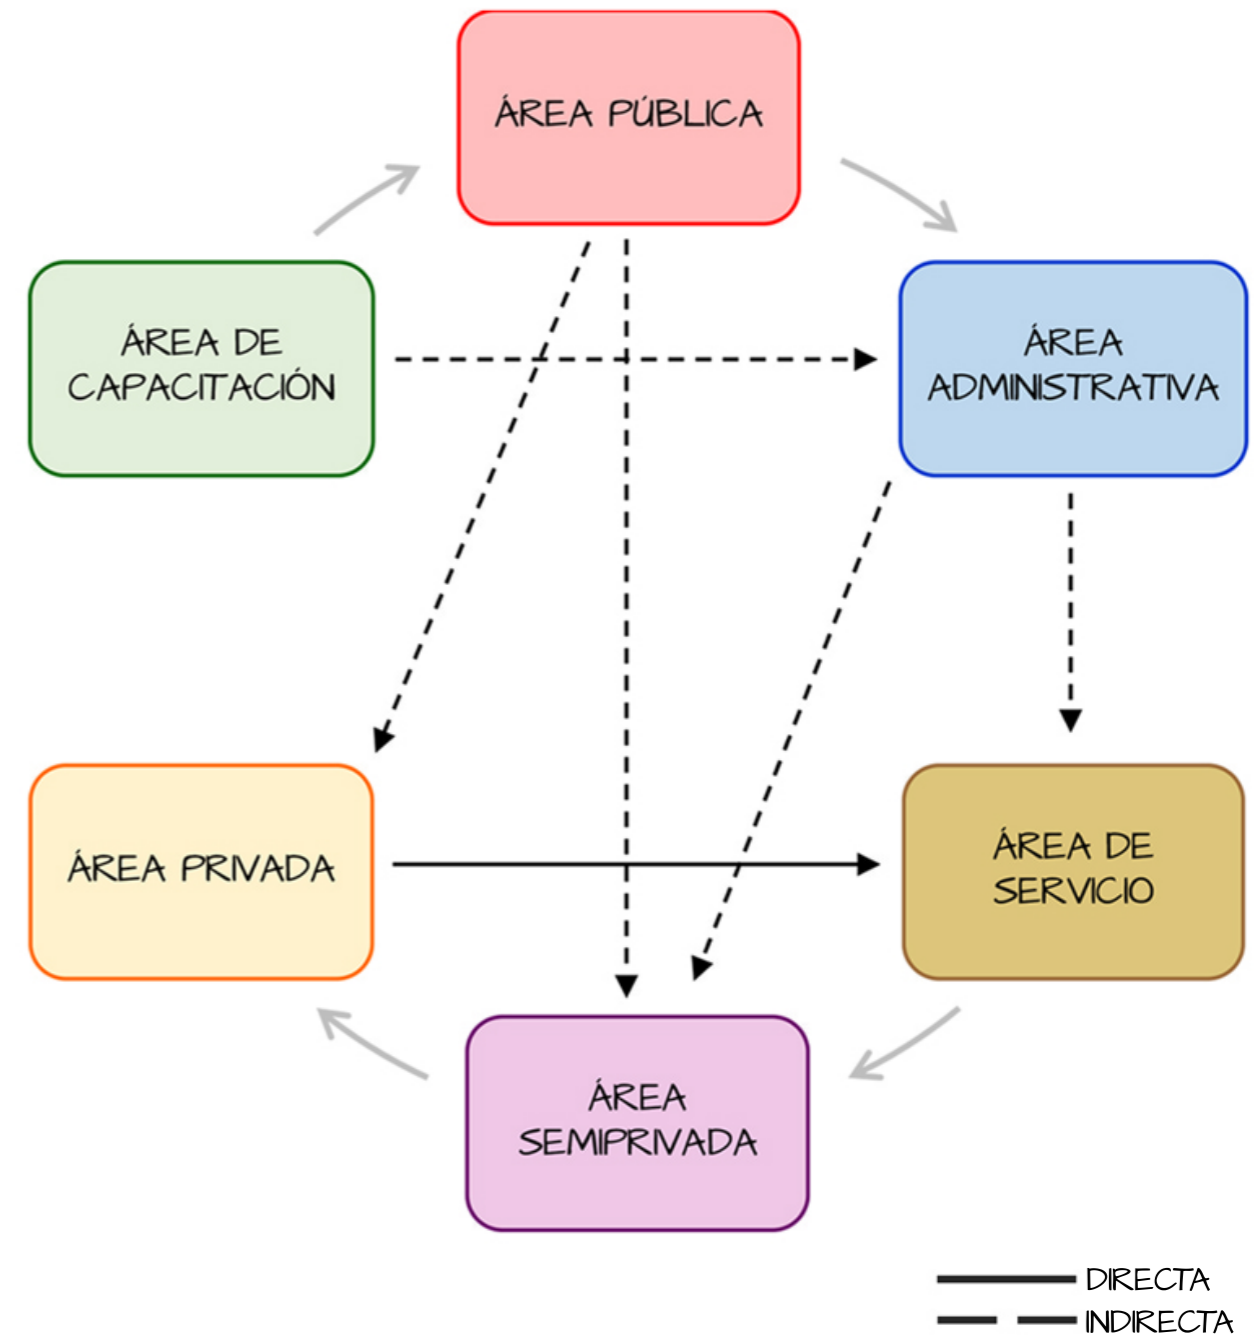 ÁREA PÚBLICA
ÁREA DE
CAPACITACIÓN
ÁREA
ADMINISTRATIVA
ÁREA PRIVADA
ÁREA DE
SERVICIO
ÁREA
SEMIPRIVADA
DIRECTA
INDIRECTA